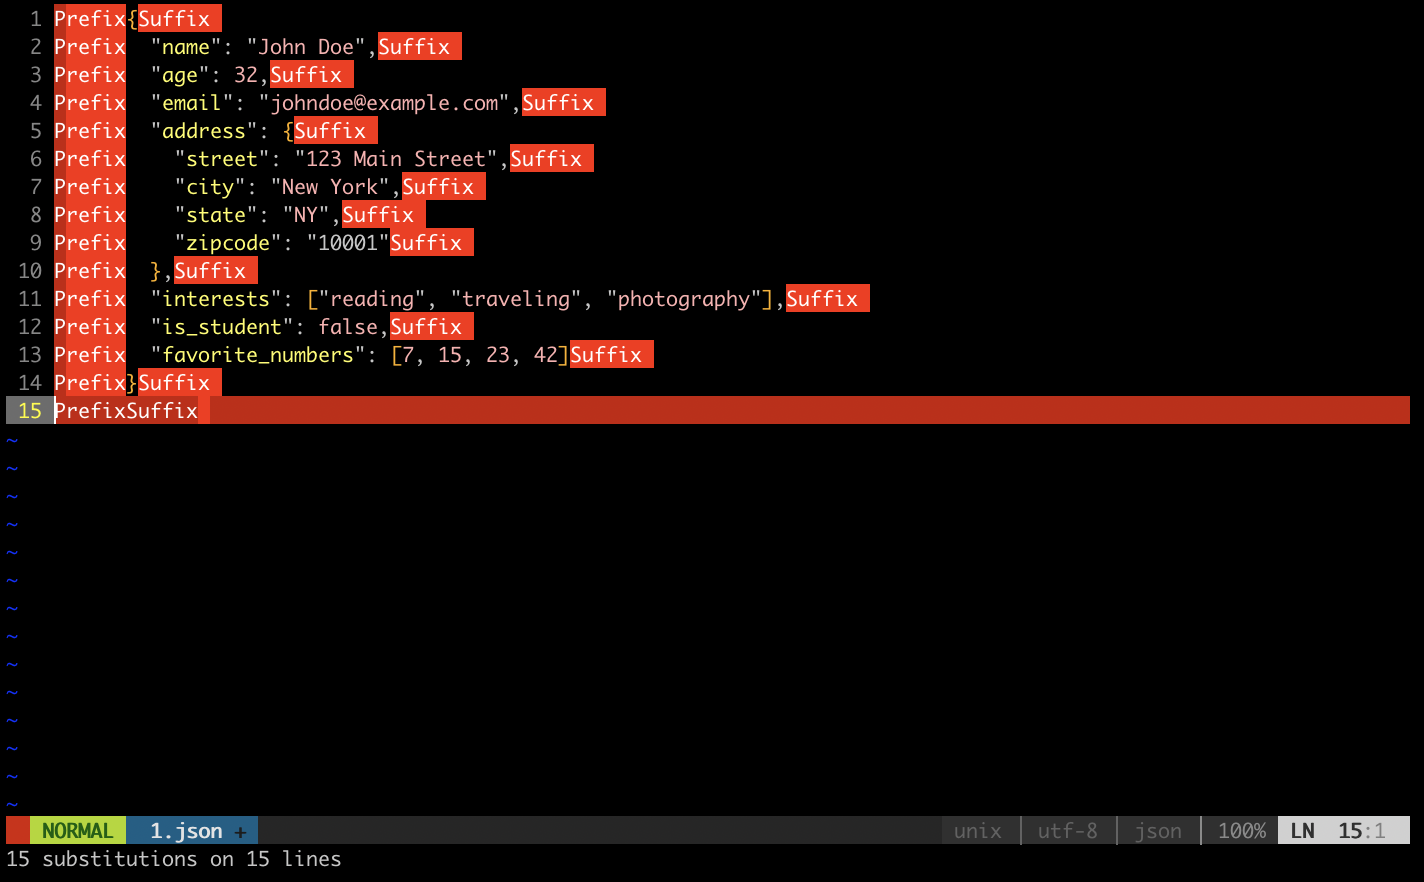 1 Prefix{Suffix
2 Prefix  "name": "John Doe",Suffix
3 Prefix  "age": 32,Suffix
4 Prefix  "email": "johndoe@example.com",Suffix
5 Prefix  "address": {Suffix
6 Prefix    "street": "123 Main Street",Suffix
7 Prefix    "city": "New York",Suffix
8 Prefix    "state": "NY",Suffix
9 Prefix    "zipcode": "10001"Suffix
10 Prefix  },Suffix
11 Prefix  "interests": ["reading", "traveling", "photography"],Suffix
12 Prefix  "is_student": false,Suffix
13 Prefix  "favorite_numbers": [7, 15, 23, 42]Suffix
14 Prefix}Suffix
15 PrefixSuffix
~
~
~
~
~
~
~
~
~
~
~
~
~
~
NORMAL 1.json + unix | utf-8 | json | 100% LN 15:1
15 substitutions on 15 lines